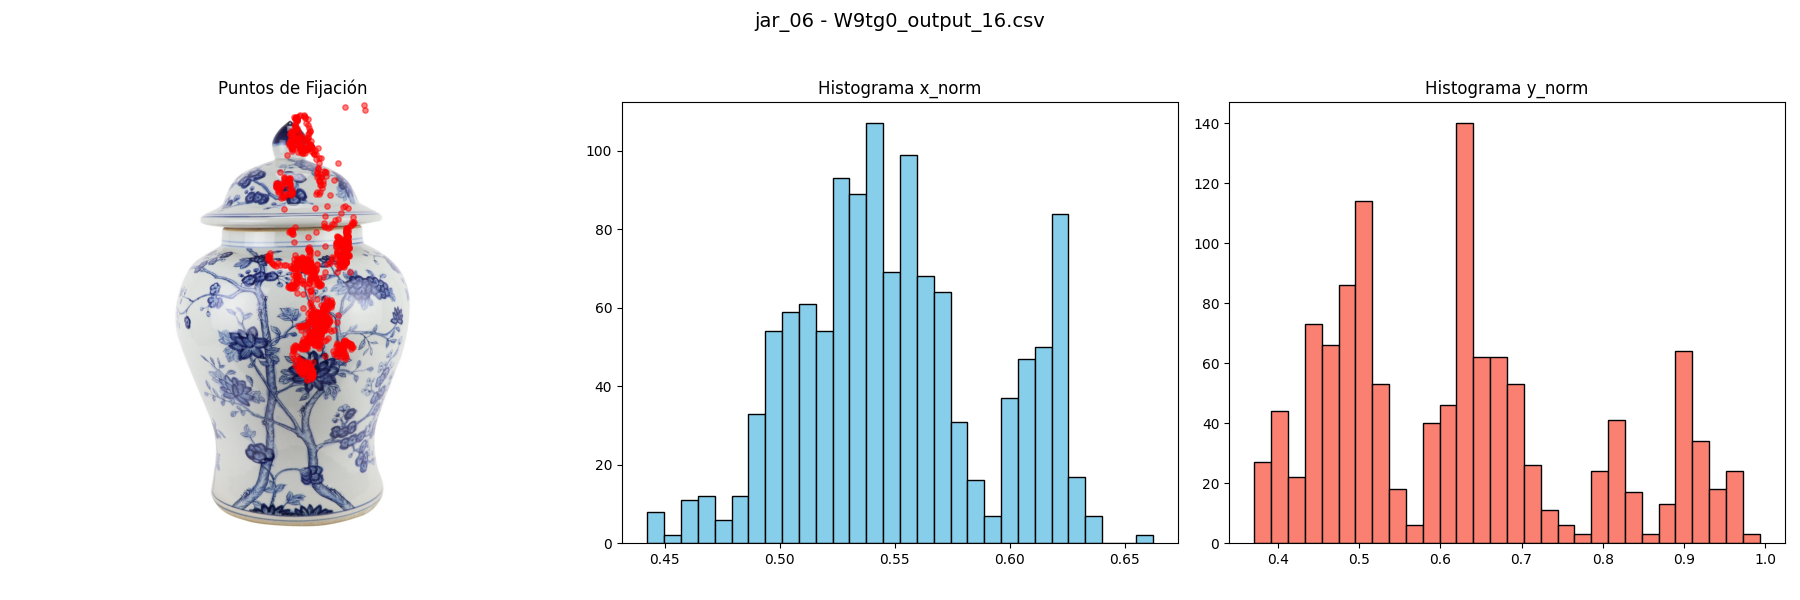 jar_06 - W9tg0_output_16.csv
Puntos de Fijación
Histograma x_norm
100
80
60
40
20
0
0.45 0.50 0.55 0.60 0.65
Histograma y_norm
140
120
100
80
60
40
20
0
0.4 0.5 0.6 0.7 0.8 0.9 1.0